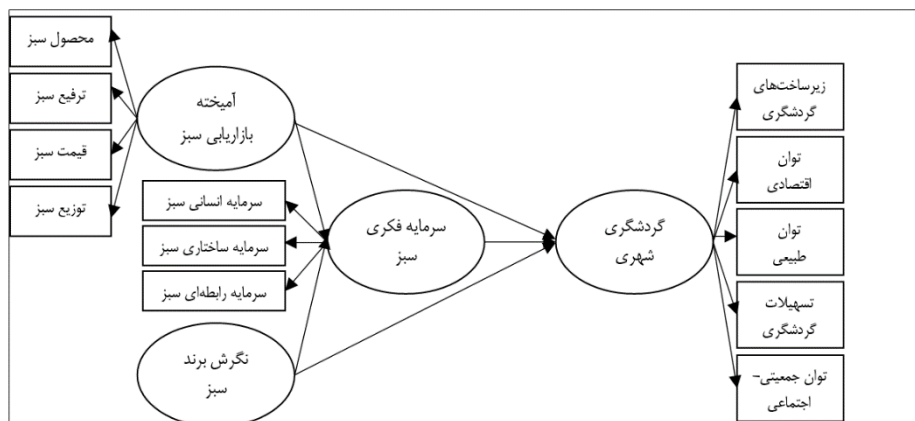 محصول سبز
ترفیع سبز
قیمت سبز
توزیع سبز
آمیخته
بازاریابی سبز
سرمایه انسانی سبز
سرمایه ساختاری سبز
سرمایه رابطه‌ای سبز
نگرش برند
سبز
سرمایه فکری
سبز
گردشگری
شهری
زیرساخت‌های
گردشگری
توان
اقتصادی
توان
طبیعی
تسهیلات
گردشگری
توان جمعیتی-
اجتماعی